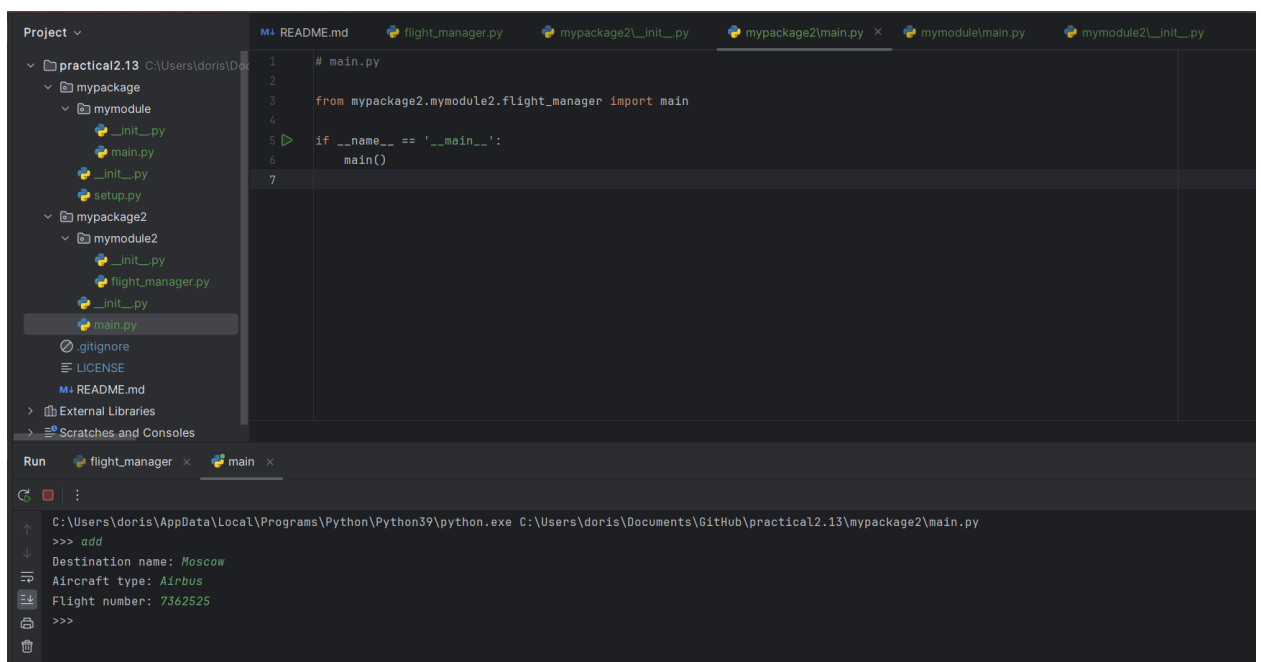 Project
README.md flight_manager.py mypackage2\__init__.py mypackage2\main.py mymodule\main.py mymodule2\__init__.py
practical2.13 C:\Users\doris\Doc
mypackage
mymodule
__init__.py
main.py
__init__.py
setup.py
mypackage2
mymodule2
__init__.py
flight_manager.py
__init__.py
main.py
.gitignore
LICENSE
README.md
External Libraries
Scratches and Consoles
1 # main.py
2
3 from mypackage2.mymodule2.flight_manager import main
4
5 if __name__ == '__main__':
6 main()
7
Run flight_manager main
C:\Users\doris\AppData\Local\Programs\Python\Python39\python.exe C:\Users\doris\Documents\GitHub\practical2.13\mypackage2\main.py
>>> add
Destination name: Moscow
Aircraft type: Airbus
Flight number: 7362525
>>>